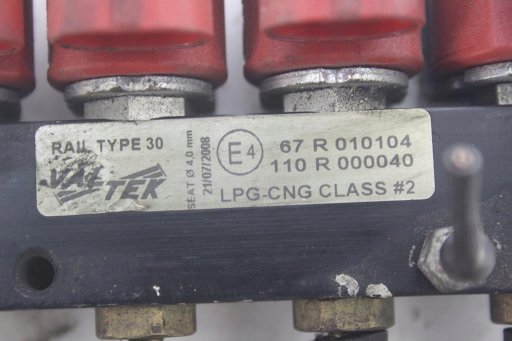 RAIL TYPE 30
VALTEK
SEAT Ø 4,0 mm
21/07/2008
E4
67 R 010104
110 R 000040
LPG-CNG CLASS #2